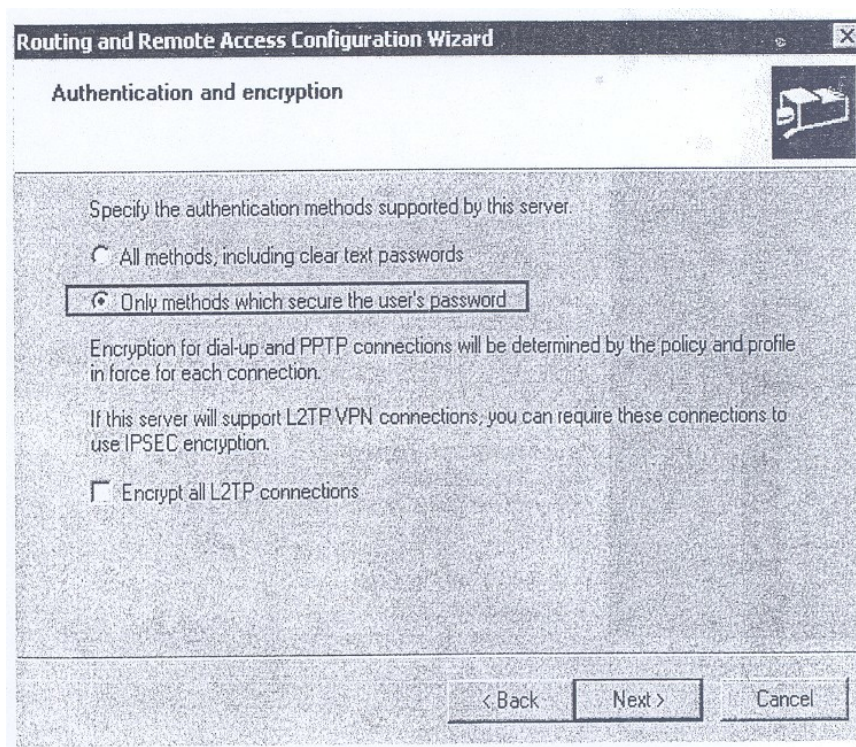 Routing and Remote Access Configuration Wizard
Authentication and encryption
Specify the authentication methods supported by this server.
All methods, including clear text passwords
Only methods which secure the user's password
Encryption for dial-up and PPTP connections will be determined by the policy and profile
in force for each connection.
If this server will support L2TP VPN connections, you can require these connections to
use IPSEC encryption.
Encrypt all L2TP connections
< Back Next > Cancel